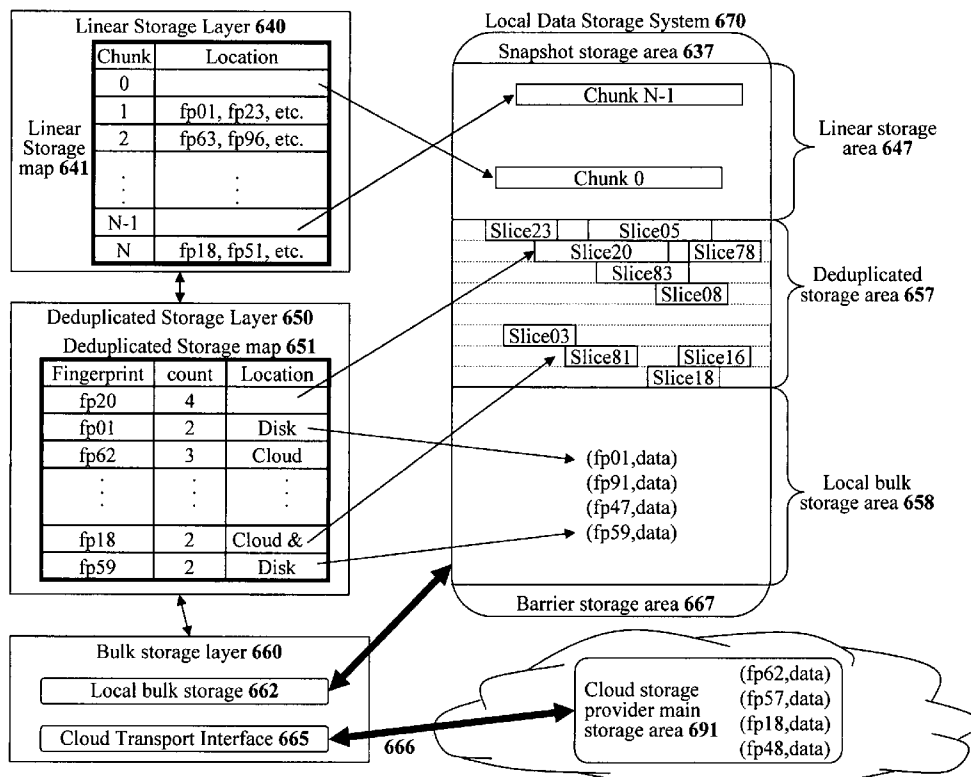 Linear Storage Layer 640
Linear Storage map 641
Chunk Location
0
1 fp01, fp23, etc.
2 fp63, fp96, etc.
⋮ ⋮
N-1
N fp18, fp51, etc.
Deduplicated Storage Layer 650
Deduplicated Storage map 651
Fingerprint count Location
fp20 4
fp01 2 Disk
fp62 3 Cloud
⋮ ⋮ ⋮
fp18 2 Cloud &
fp59 2 Disk
Bulk storage layer 660
Local bulk storage 662
Cloud Transport Interface 665
666
Local Data Storage System 670
Snapshot storage area 637
Chunk N-1
Chunk 0
Linear storage area 647
Slice23 Slice05
Slice20 Slice78
Slice83
Slice08
Slice03
Slice81 Slice16
Slice18
Deduplicated storage area 657
(fp01,data)
(fp91,data)
(fp47,data)
(fp59,data)
Local bulk storage area 658
Barrier storage area 667
Cloud storage provider main storage area 691
(fp62,data)
(fp57,data)
(fp18,data)
(fp48,data)